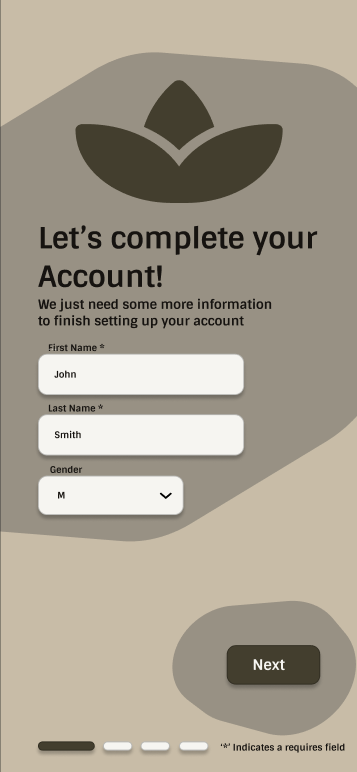 Let's complete your
Account!
We just need some more information
to finish setting up your account
First Name *
John
Last Name *
Smith
Gender
M
Next
'*' Indicates a requires field